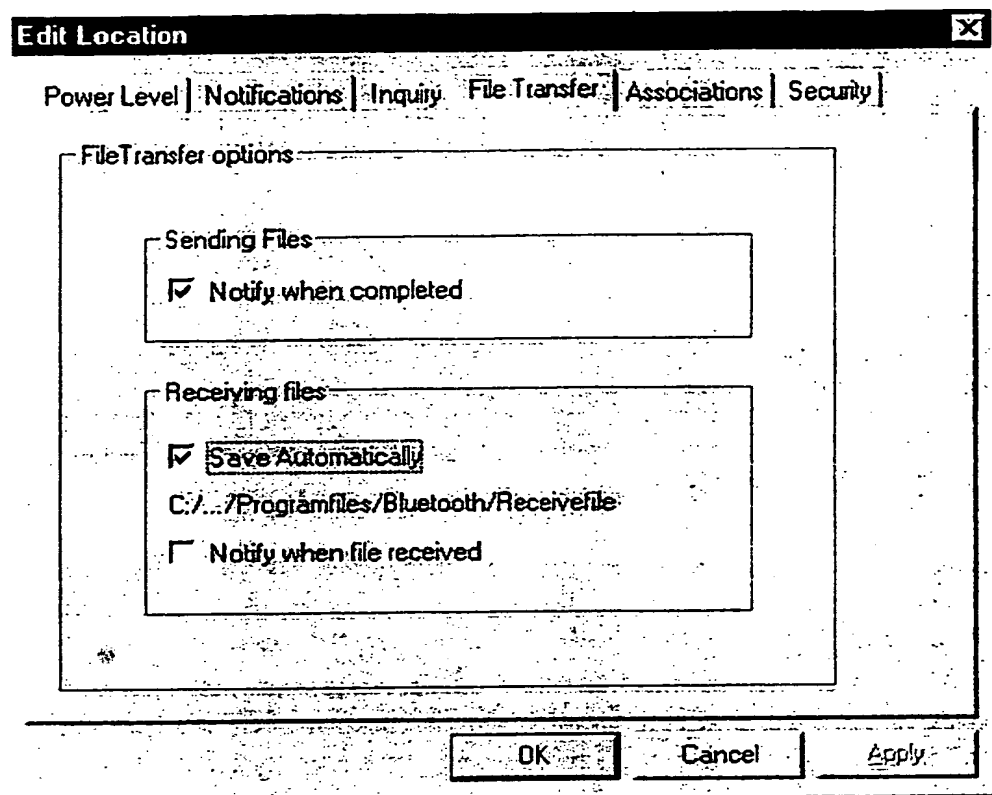 Edit Location
Power Level Notifications Inquiry File Transfer Associations Security
FileTransfer options
Sending Files
Notify when completed
Receiving files
Save Automatically
C:/.../Programfiles/Bluetooth/Receivefile
Notify when file received
OK Cancel Apply